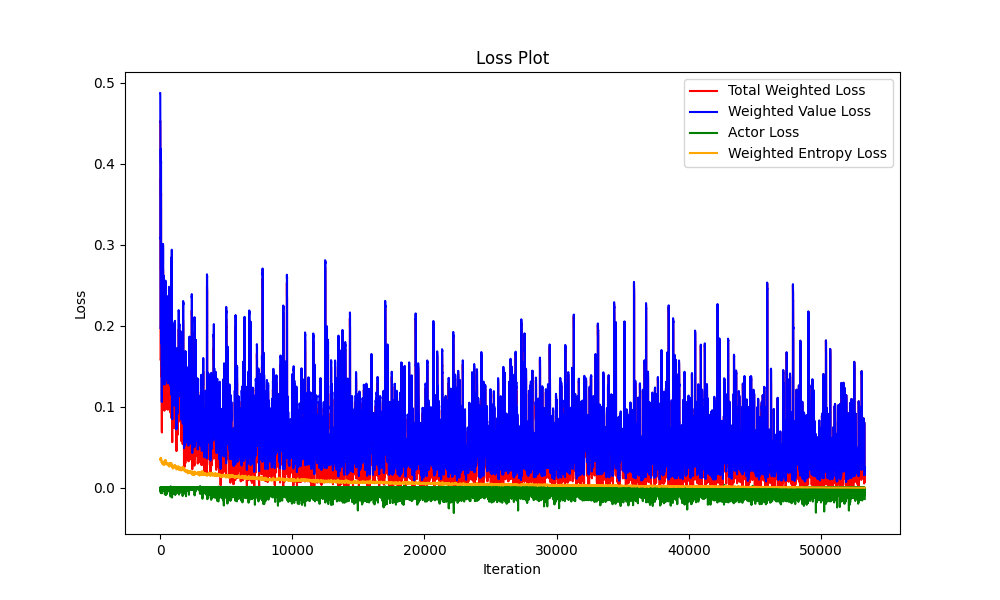 Loss Plot
Total Weighted Loss
Weighted Value Loss
Actor Loss
Weighted Entropy Loss
0.5
0.4
0.3
0.2
0.1
0.0
Loss
0 10000 20000 30000 40000 50000
Iteration